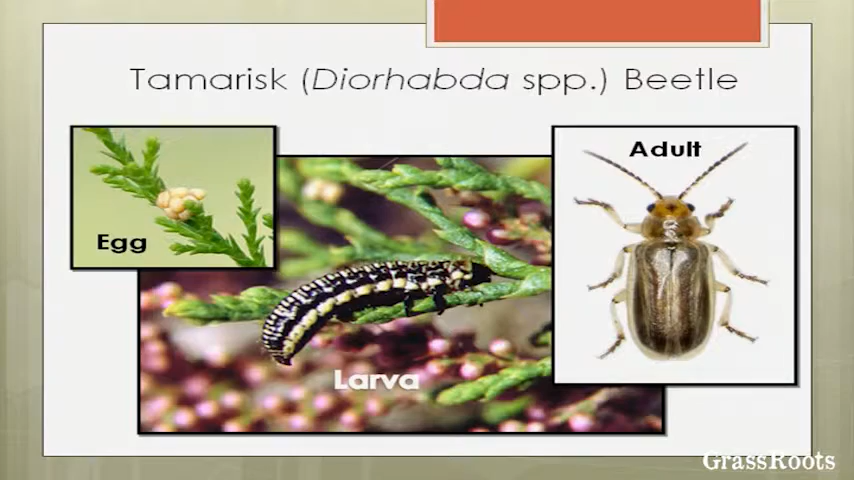 Tamarisk (Diorhabda spp.) Beetle
Adult
Egg
Larva
GrassRoots